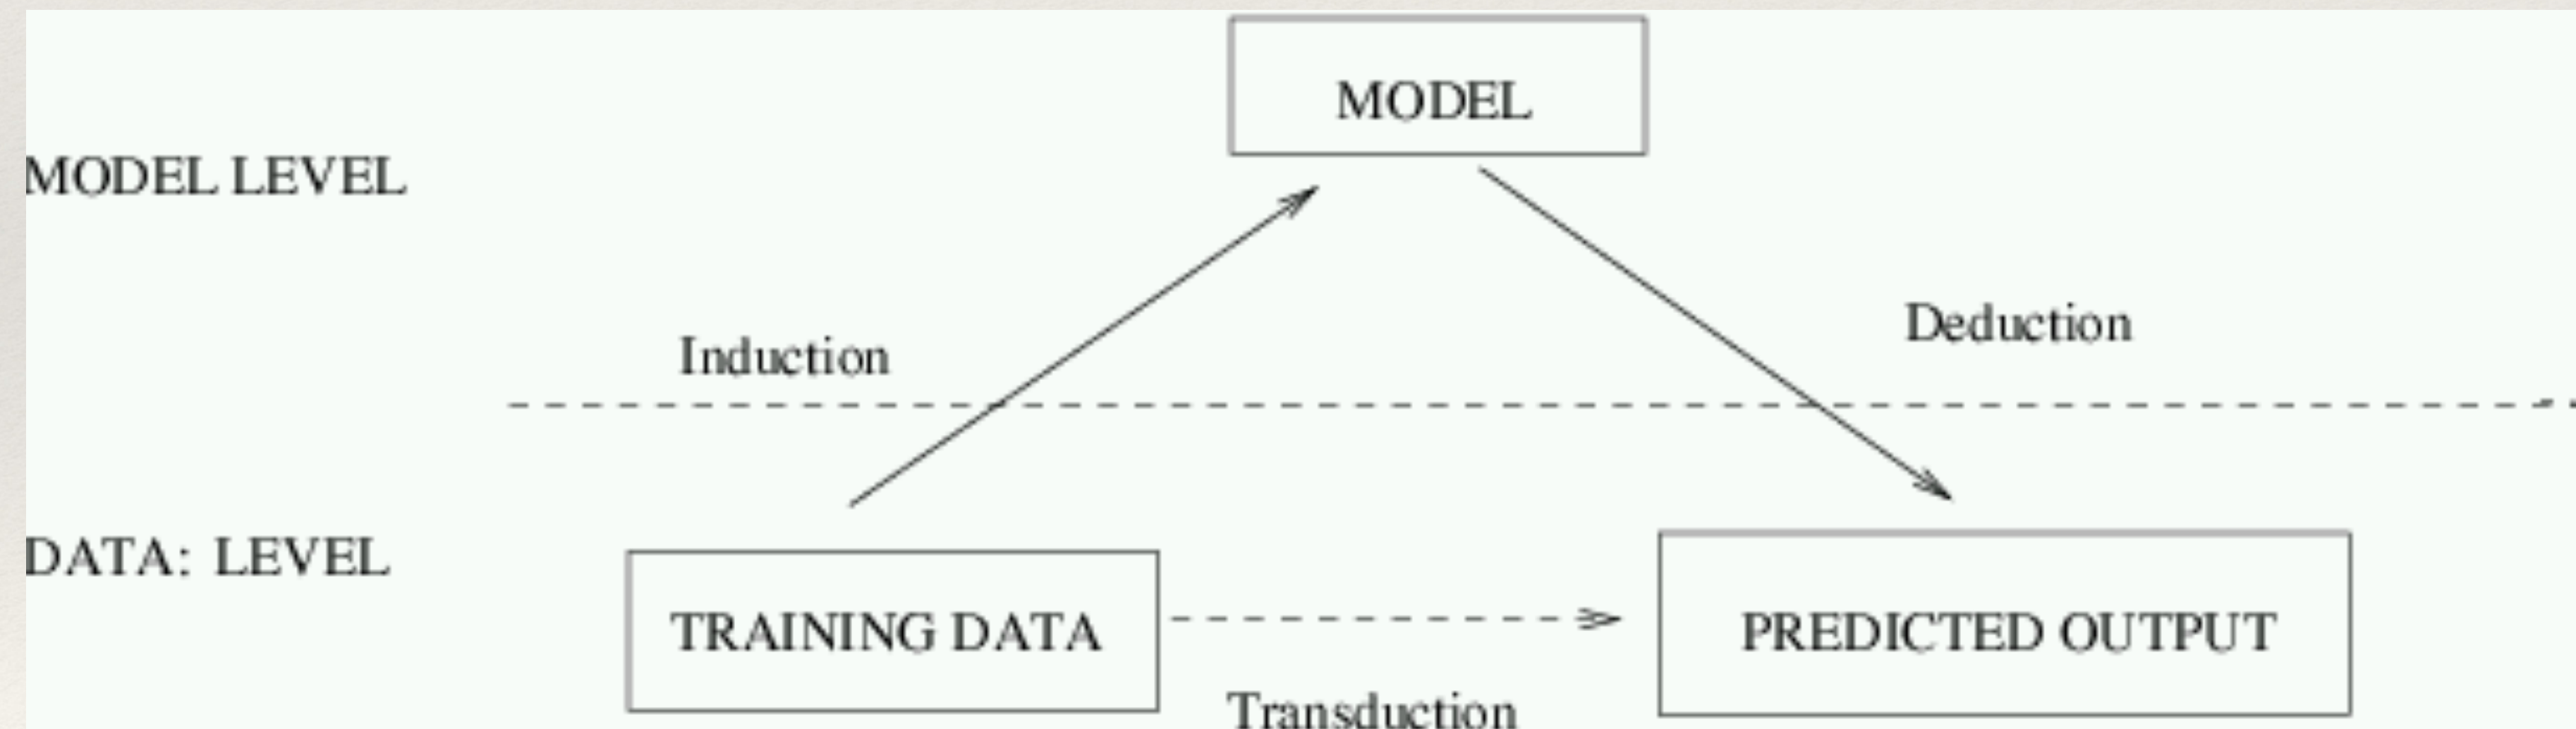 MODEL
MODEL LEVEL
Deduction
Induction
DATA: LEVEL
TRAINING DATA
PREDICTED OUTPUT
Transduction